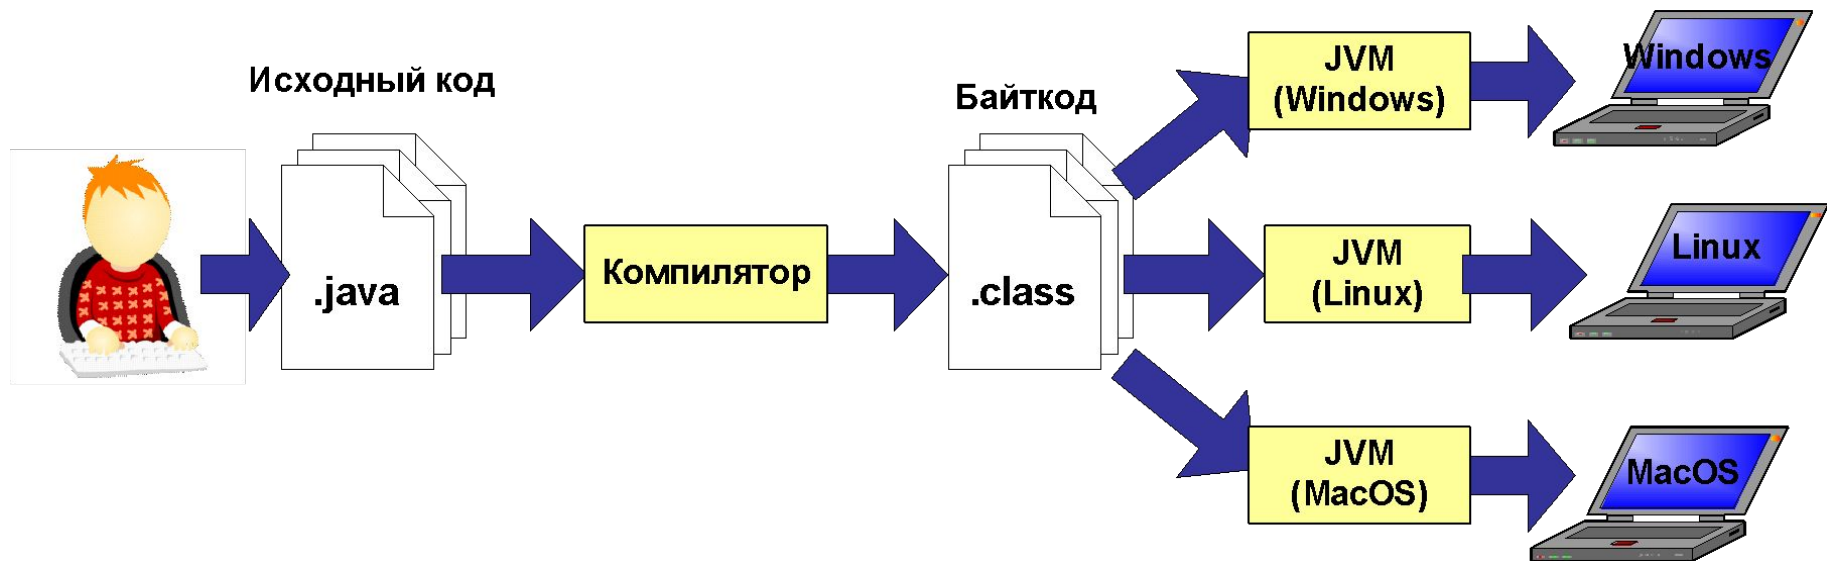 Исходный код
.java
Компилятор
Байткод
.class
JVM
(Windows)
Windows
JVM
(Linux)
Linux
JVM
(MacOS)
MacOS